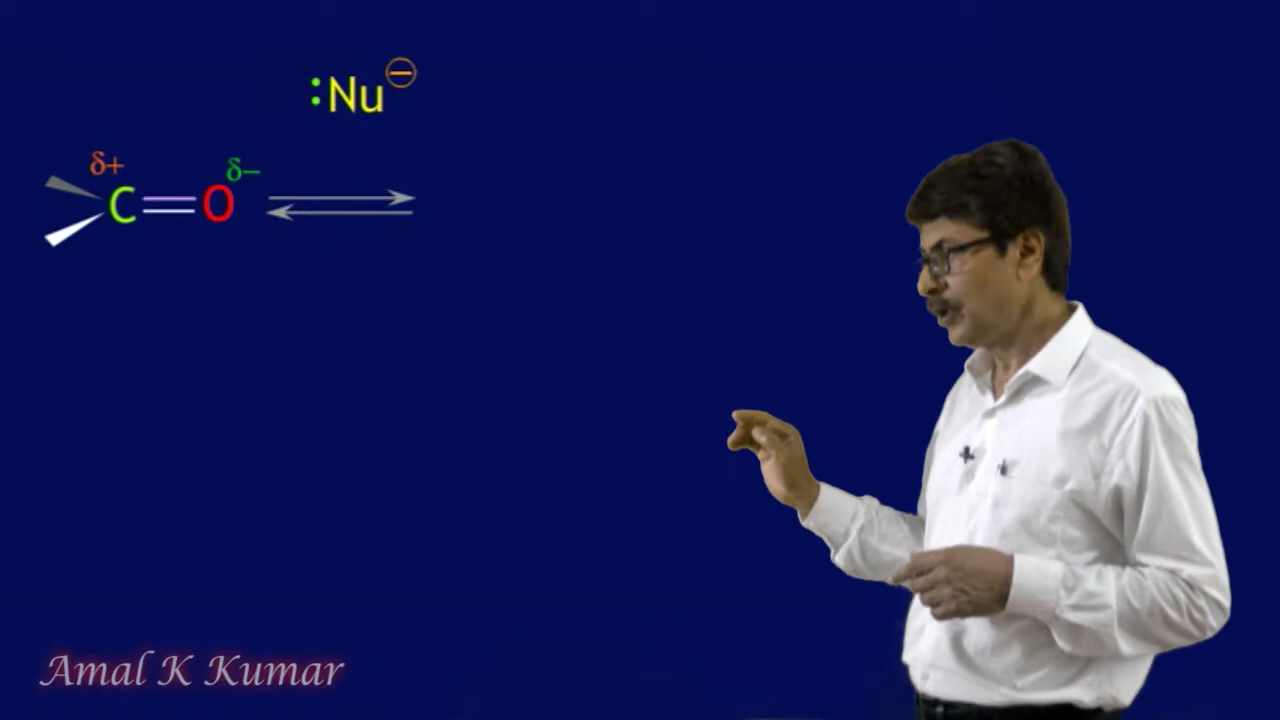 :Nu⊖
δ+ δ−
C=O ⇌
Amal K Kumar